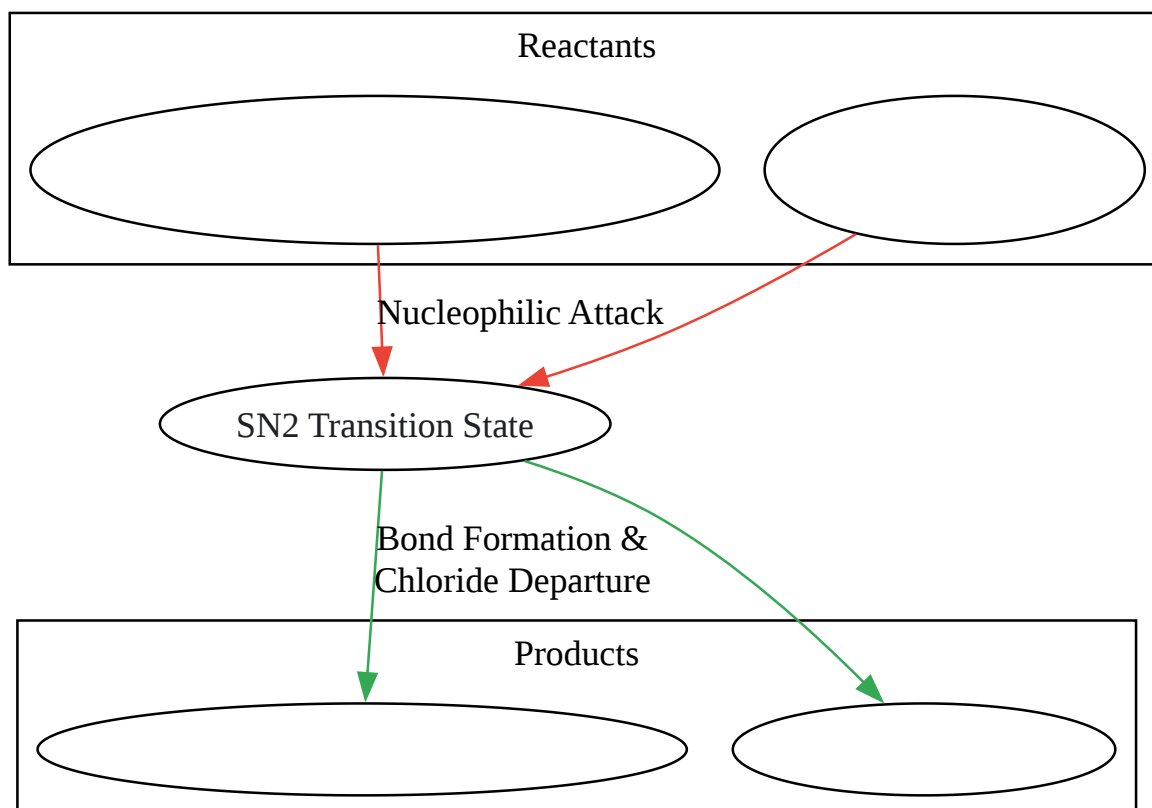 Reactants
Nucleophilic Attack
SN2 Transition State
Bond Formation &
Chloride Departure
Products